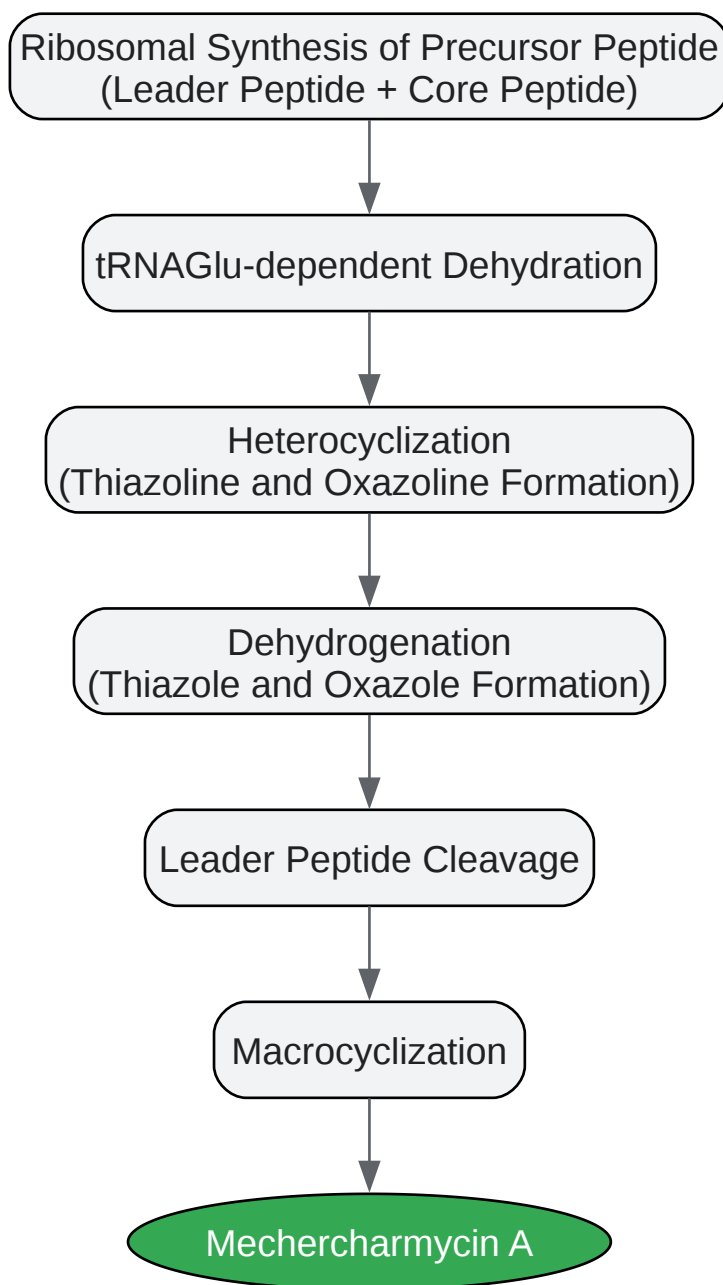 Ribosomal Synthesis of Precursor Peptide
(Leader Peptide + Core Peptide)
tRNAGlu-dependent Dehydration
Heterocyclization
(Thiazoline and Oxazoline Formation)
Dehydrogenation
(Thiazole and Oxazole Formation)
Leader Peptide Cleavage
Macrocyclization
Mechercharmycin A